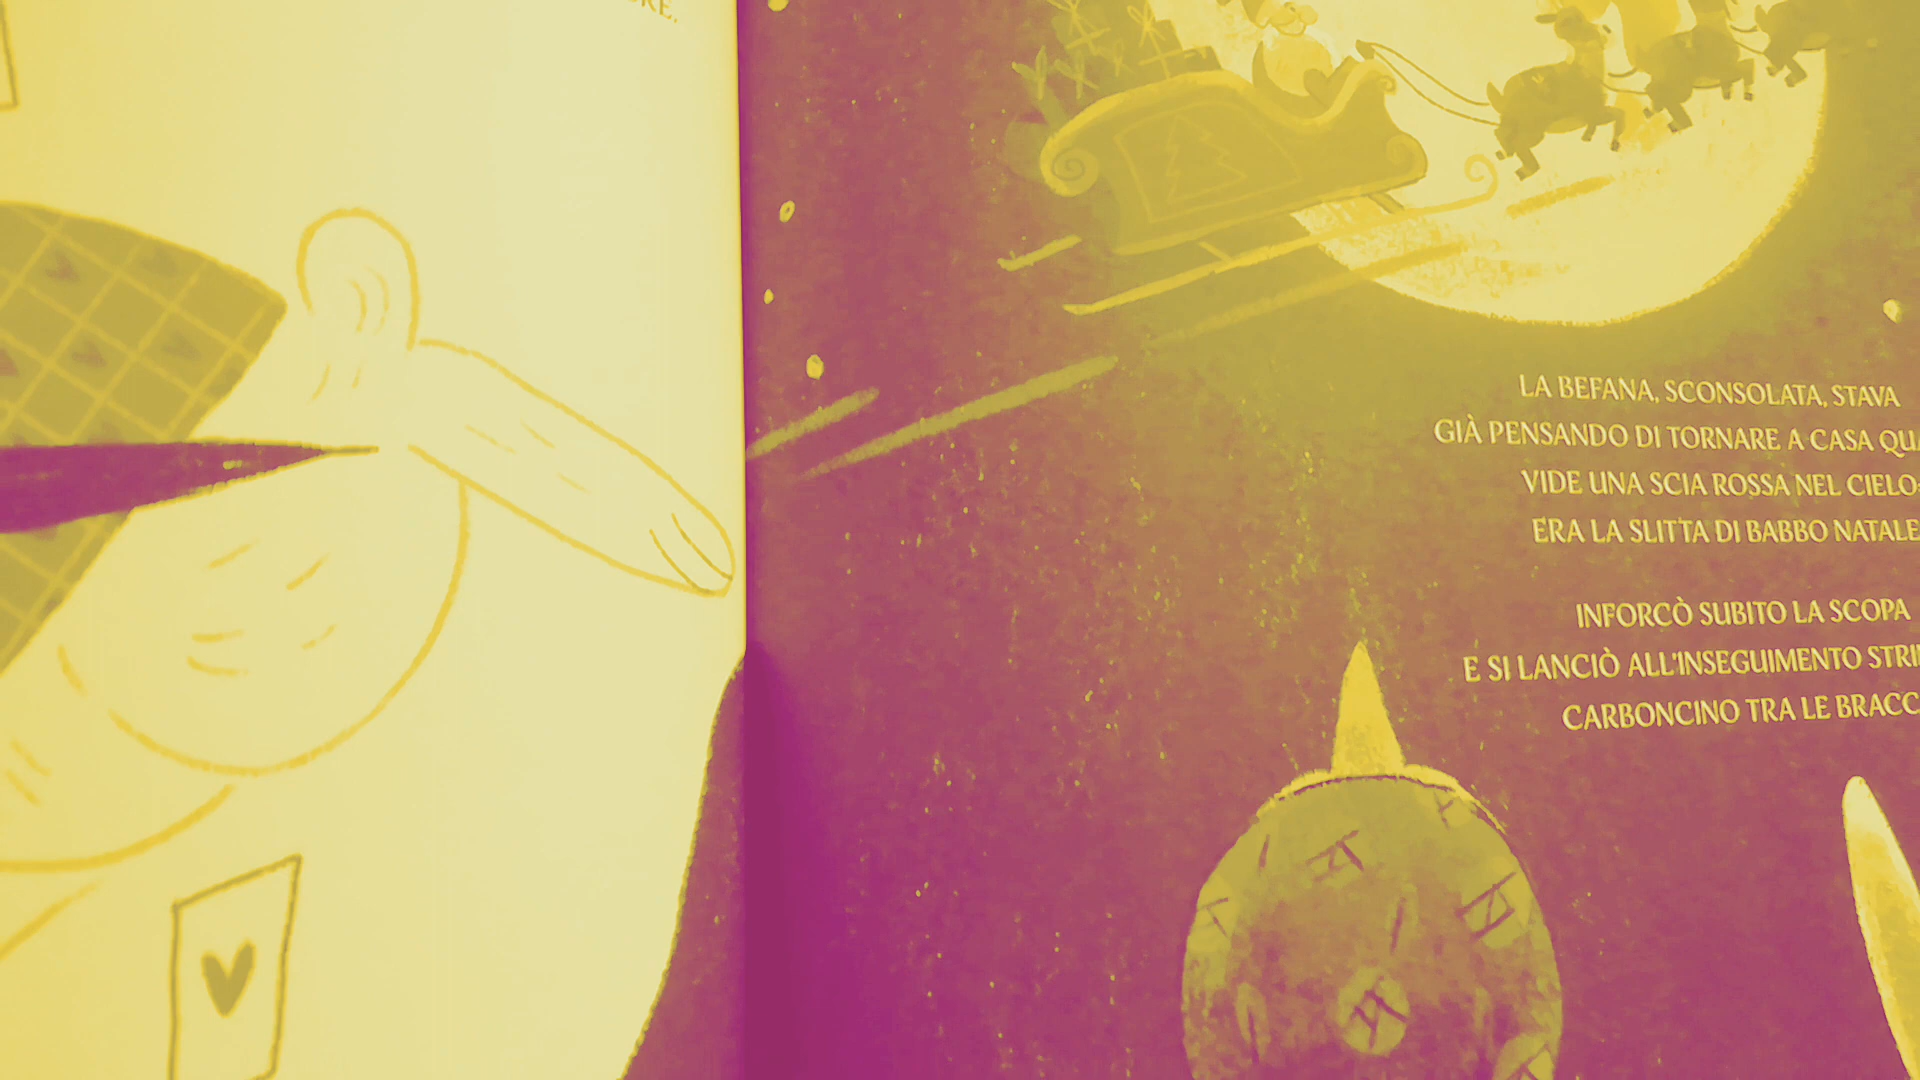 LA BEFANA, SCONSOLATA, STAVA
GIÀ PENSANDO DI TORNARE A CASA
VIDE UNA SCIA ROSSA NEL CIELO
ERA LA SLITTA DI BABBO NATALE
INFORCÒ SUBITO LA SCOPA
E SI LANCIÒ ALL'INSEGUIMENTO
CARBONCINO TRA LE